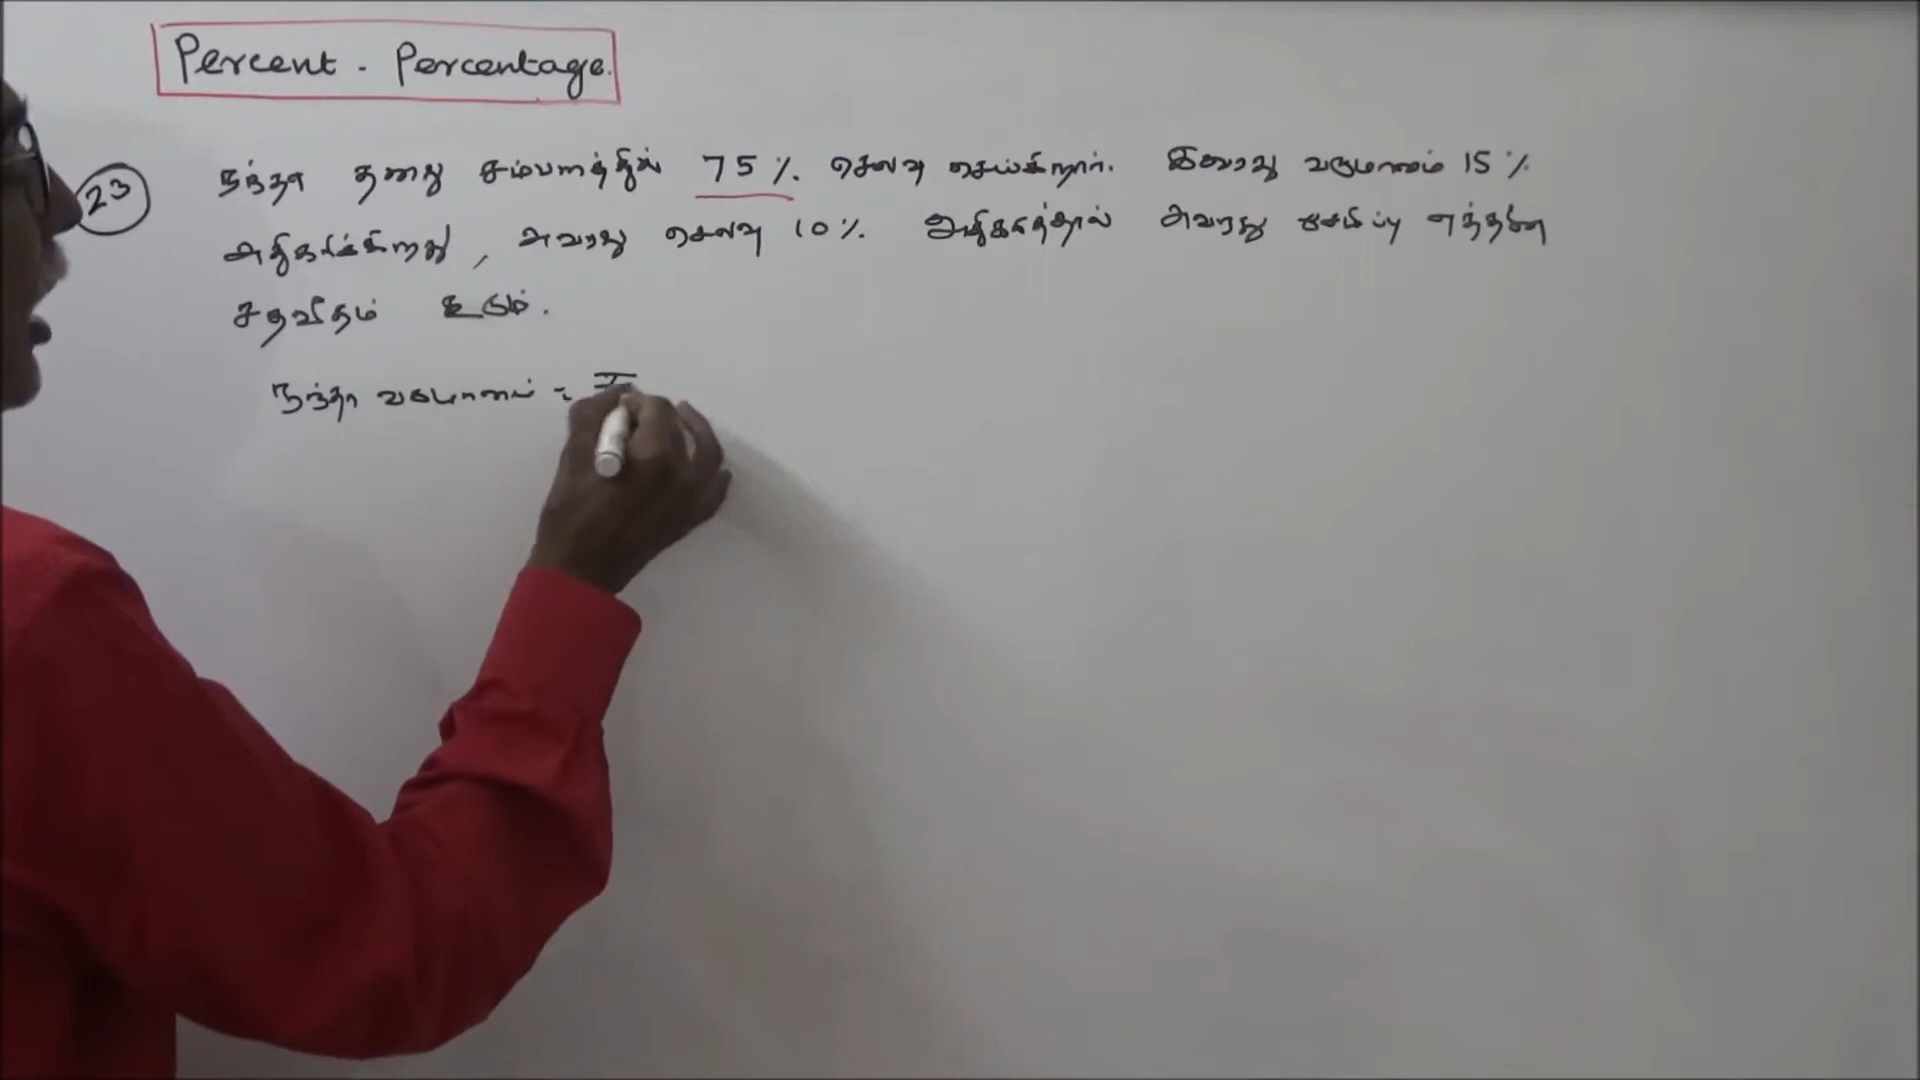 Percent - Percentage.
23 நந்தா தனது சம்பளத்தில் 75 %. செலவு செய்கிறார். இவரது வருமானம் 15 %
அதிகரிக்கிறது, அவரது செலவு 10 %. அதிகரித்தால் அவரது சேமிப்பு எத்தனை
சதவீதம் உயரும்.
நந்தா வருமானம் =